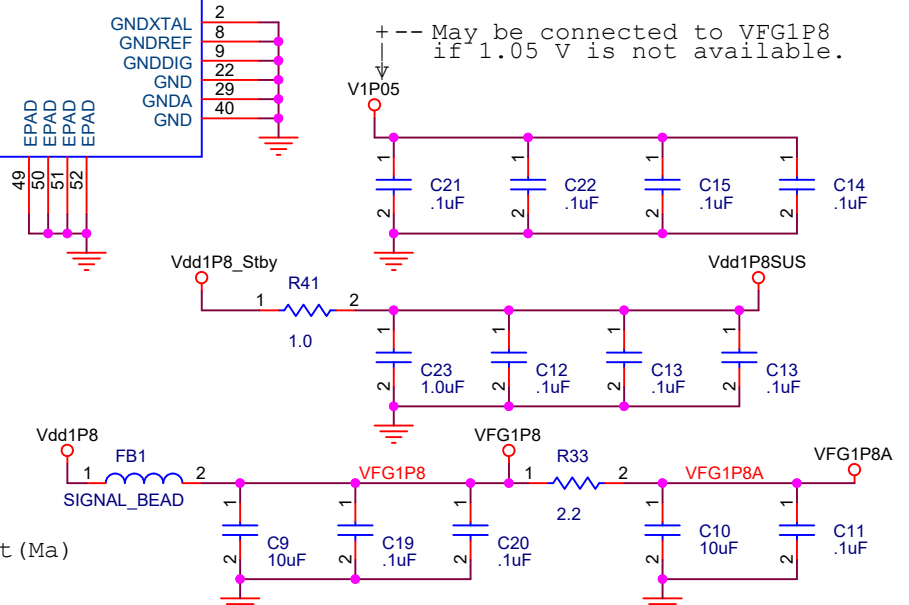 GNDXTAL 2
GNDREF 8
GNDDIG 9
GND 22
GNDA 29
GND 40
EPAD EPAD EPAD EPAD
49 50 51 52
+-- May be connected to VFG1P8
if 1.05 V is not available.
V1P05
1 1 1 1
C21 C22 C15 C14
.1uF .1uF .1uF .1uF
2 2 2 2
Vdd1P8_Stby Vdd1P8SUS
R41
1 2
1.0
1 1 1 1
C23 C12 C13 C13
1.0uF .1uF .1uF .1uF
2 2 2 2
Vdd1P8 VFG1P8 VFG1P8A
FB1 R33
1 2 VFG1P8 1 2 VFG1P8A
SIGNAL_BEAD 2.2
1 1 1 1 1
C9 C19 C20 C10 C11
10uF .1uF .1uF 10uF .1uF
2 2 2 2 2
t(Ma)